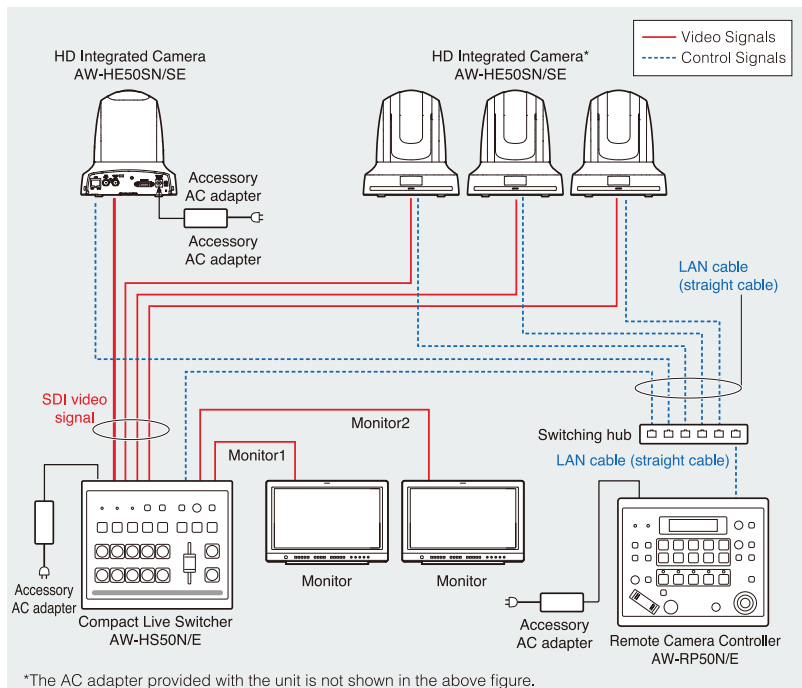 HD Integrated Camera
AW-HE50SN/SE
HD Integrated Camera*
AW-HE50SN/SE
Video Signals
Control Signals
Accessory
AC adapter
Accessory
AC adapter
LAN cable
(straight cable)
SDI video
signal
Monitor2
Monitor1
Switching hub
LAN cable (straight cable)
Accessory
AC adapter
Monitor
Monitor
Compact Live Switcher
AW-HS50N/E
Accessory
AC adapter
Remote Camera Controller
AW-RP50N/E
*The AC adapter provided with the unit is not shown in the above figure.